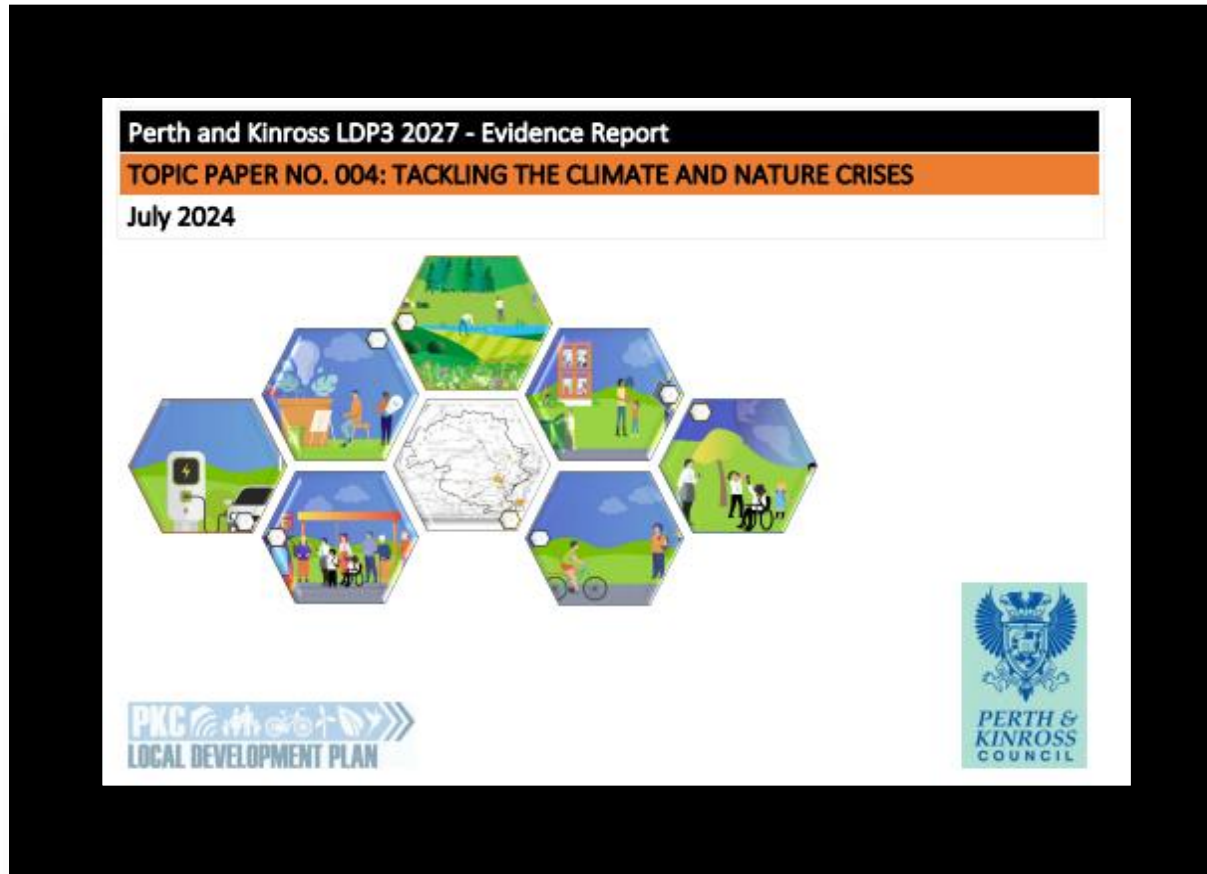 Perth and Kinross LDP3 2027 - Evidence Report
TOPIC PAPER NO. 004: TACKLING THE CLIMATE AND NATURE CRISES
July 2024
PKC
LOCAL DEVELOPMENT PLAN
PERTH &
KINROSS
COUNCIL